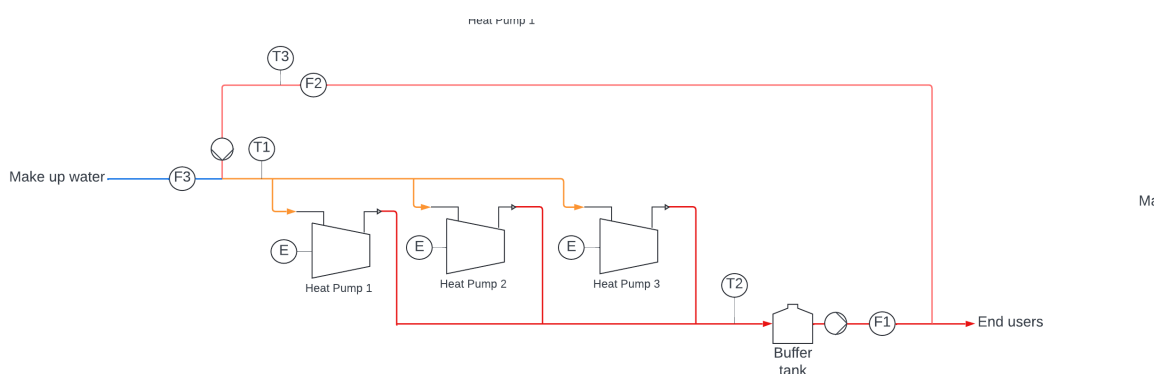 Heat Pump 1
T3
F2
T1
Make up water
F3
E
E
E
Heat Pump 1
Heat Pump 2
Heat Pump 3
T2
F1
End users
Buffer
tank
Ma